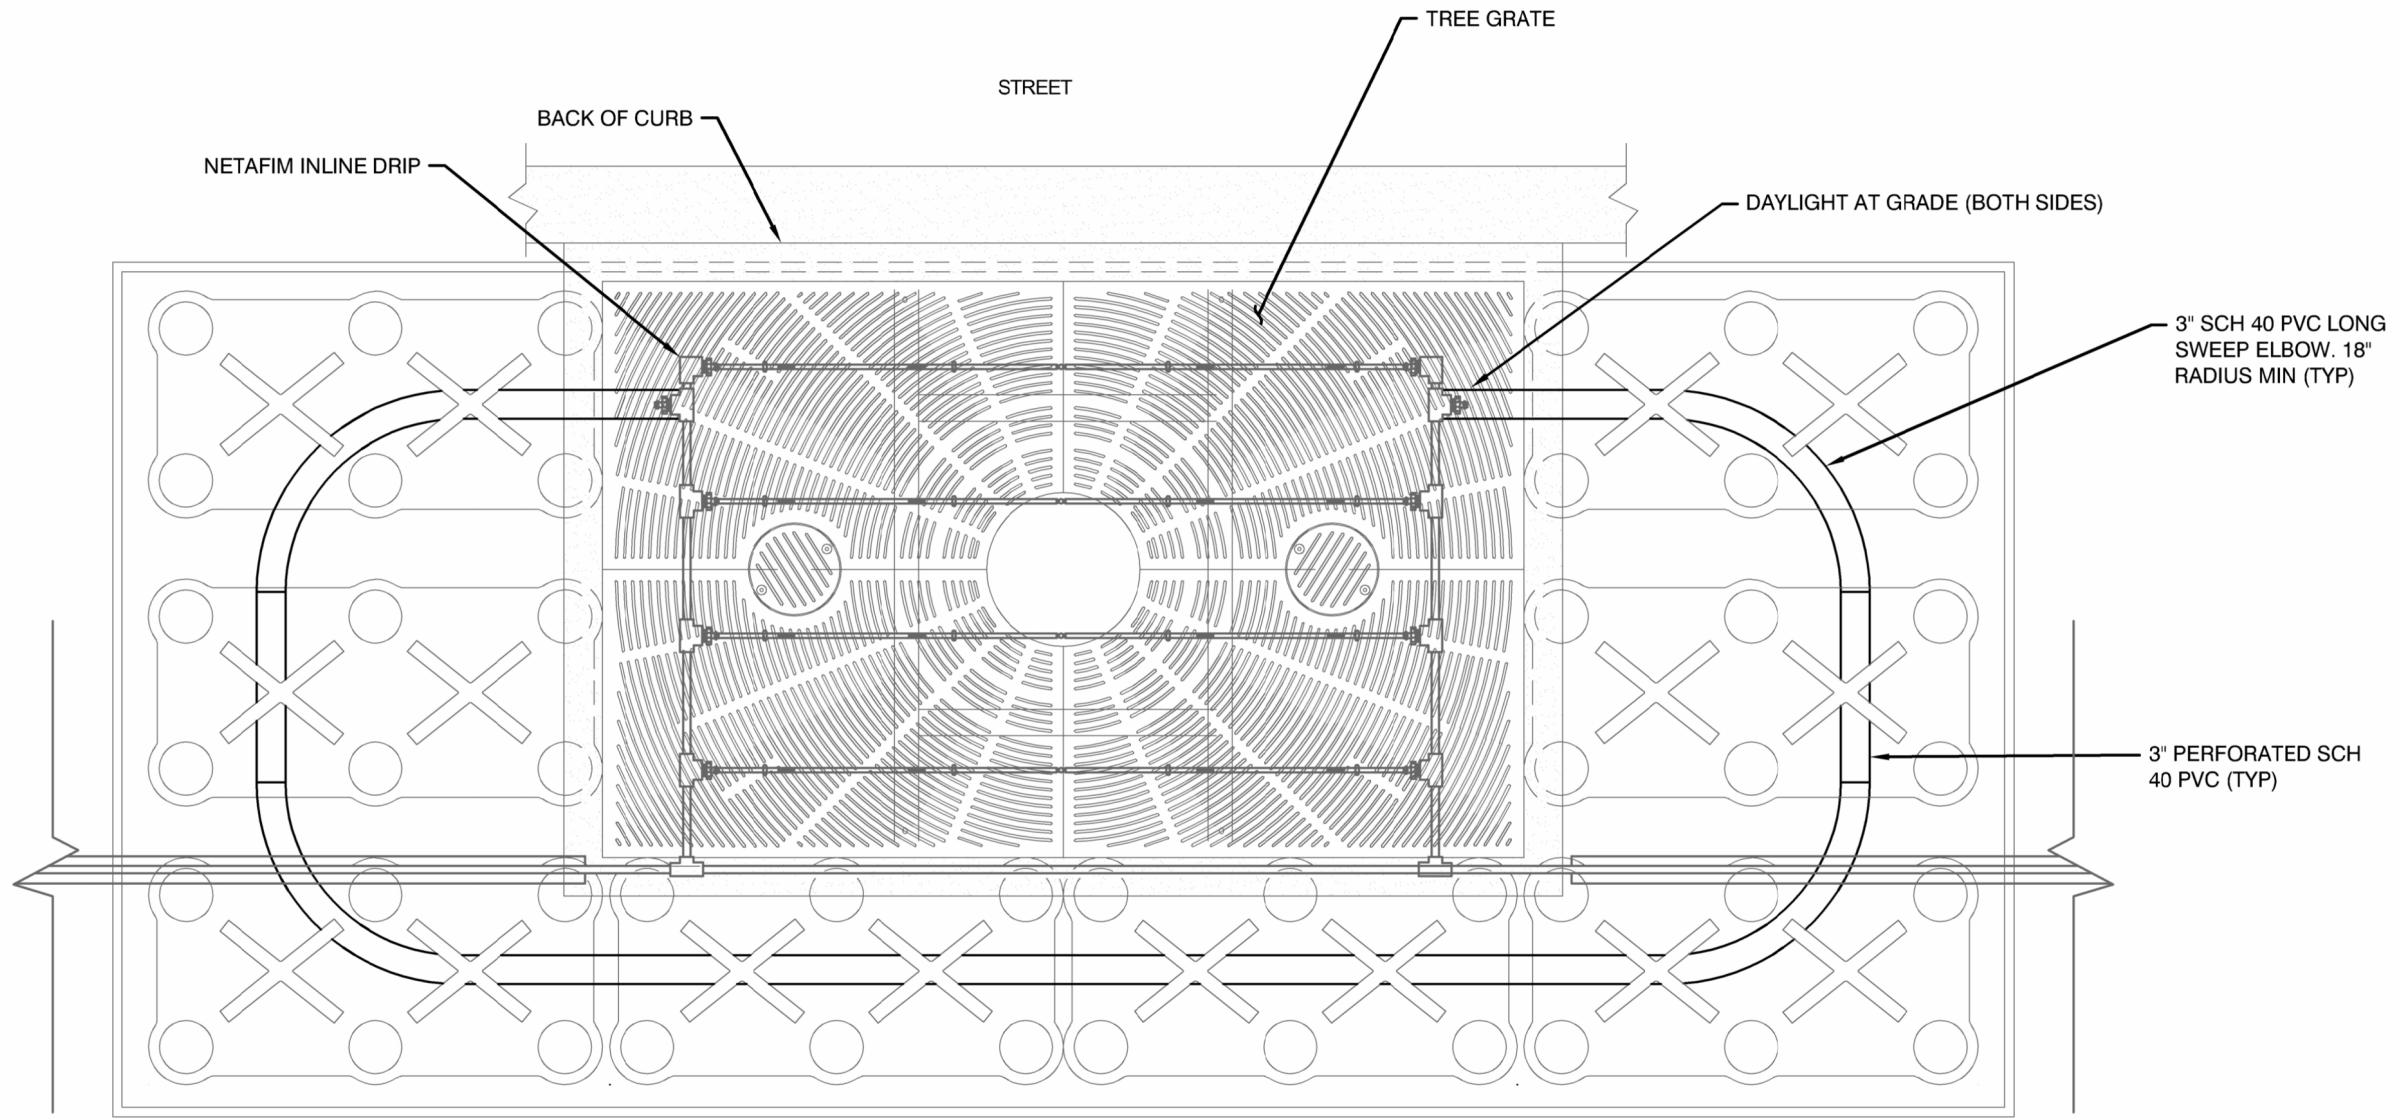 TREE GRATE
STREET
BACK OF CURB
NETAFIM INLINE DRIP
DAYLIGHT AT GRADE (BOTH SIDES)
3" SCH 40 PVC LONG
SWEEP ELBOW. 18"
RADIUS MIN (TYP)
3" PERFORATED SCH
40 PVC (TYP)